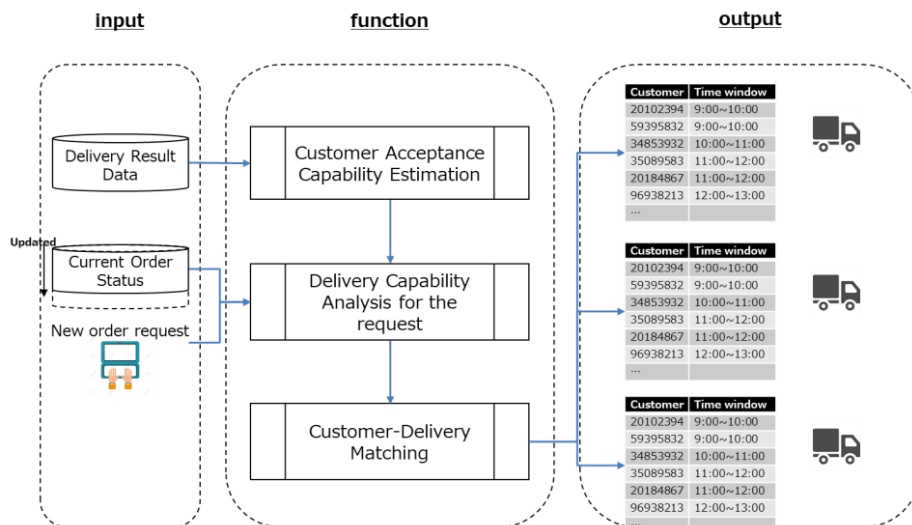 input
function
output
Delivery Result
Data
Updated
Current Order
Status
New order request
Customer Acceptance
Capability Estimation
Delivery Capability
Analysis for the
request
Customer-Delivery
Matching
Customer Time window
20102394 9:00~10:00
59395832 9:00~10:00
34853932 10:00~11:00
35089583 11:00~12:00
20184867 11:00~12:00
96938213 12:00~13:00
...
Customer Time window
20102394 9:00~10:00
59395832 9:00~10:00
34853932 10:00~11:00
35089583 11:00~12:00
20184867 11:00~12:00
96938213 12:00~13:00
...
Customer Time window
20102394 9:00~10:00
59395832 9:00~10:00
34853932 10:00~11:00
35089583 11:00~12:00
20184867 11:00~12:00
96938213 12:00~13:00
...